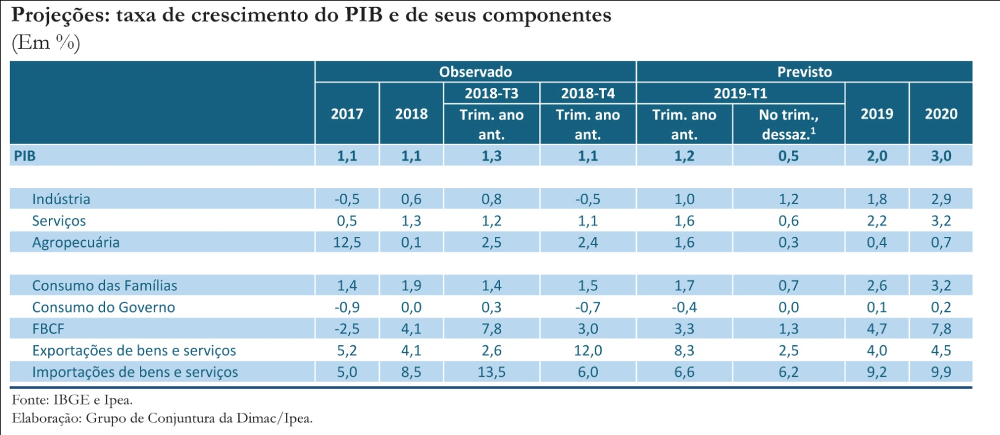 Projeções: taxa de crescimento do PIB e de seus componentes
(Em %)
Observado Previsto
2017 2018 2018-T3 2018-T4 2019-T1 2019 2020
Trim. ano Trim. ano Trim. ano No trim.,
ant. ant. ant. dessaz.¹
PIB 1,1 1,1 1,3 1,1 1,2 0,5 2,0 3,0
Indústria -0,5 0,6 0,8 -0,5 1,0 1,2 1,8 2,9
Serviços 0,5 1,3 1,2 1,1 1,6 0,6 2,2 3,2
Agropecuária 12,5 0,1 2,5 2,4 1,6 0,3 0,4 0,7
Consumo das Famílias 1,4 1,9 1,4 1,5 1,7 0,7 2,6 3,2
Consumo do Governo -0,9 0,0 0,3 -0,7 -0,4 0,0 0,1 0,2
FBCF -2,5 4,1 7,8 3,0 3,3 1,3 4,7 7,8
Exportações de bens e serviços 5,2 4,1 2,6 12,0 8,3 2,5 4,0 4,5
Importações de bens e serviços 5,0 8,5 13,5 6,0 6,6 6,2 9,2 9,9
Fonte: IBGE e Ipea.
Elaboração: Grupo de Conjuntura da Dimac/Ipea.